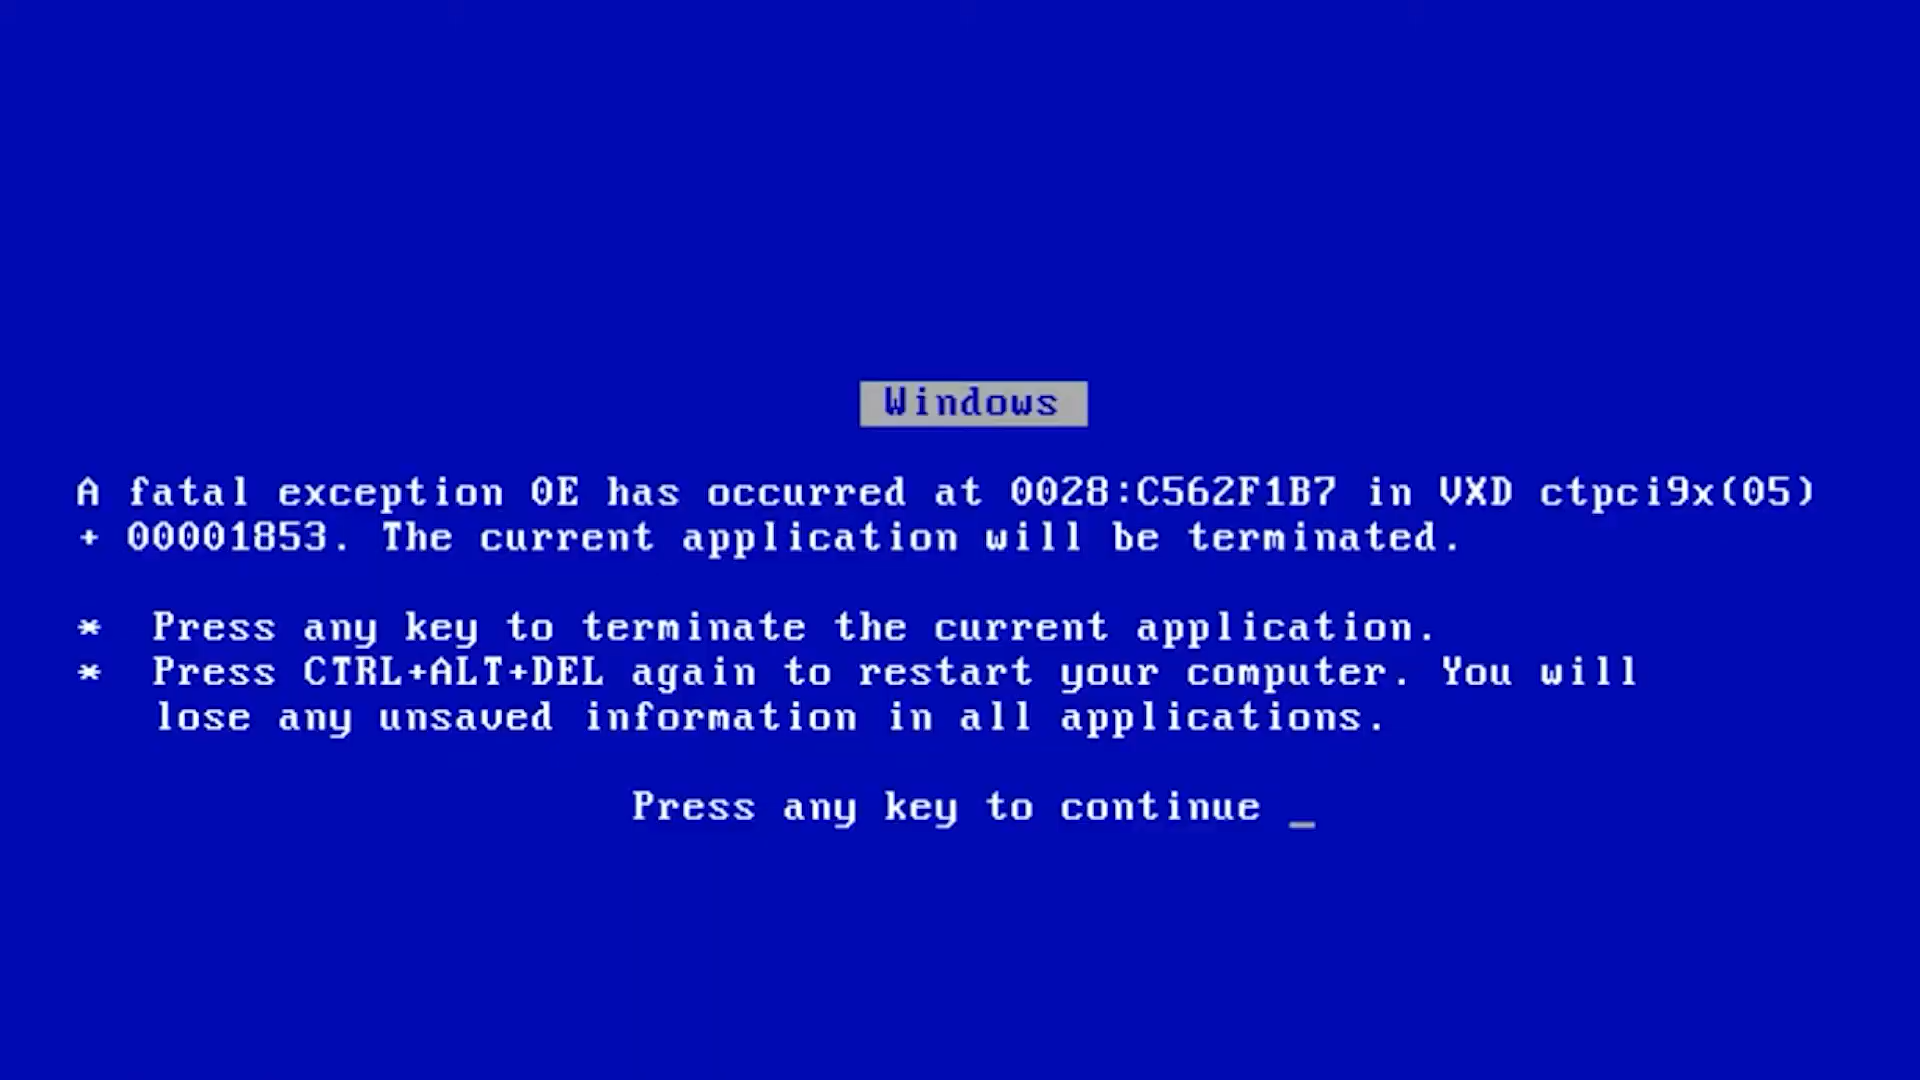 Windows
A fatal exception 0E has occurred at 0028:C562F1B7 in VXD ctpci9x(05)
+ 00001853. The current application will be terminated.
* Press any key to terminate the current application.
* Press CTRL+ALT+DEL again to restart your computer. You will
lose any unsaved information in all applications.
Press any key to continue _